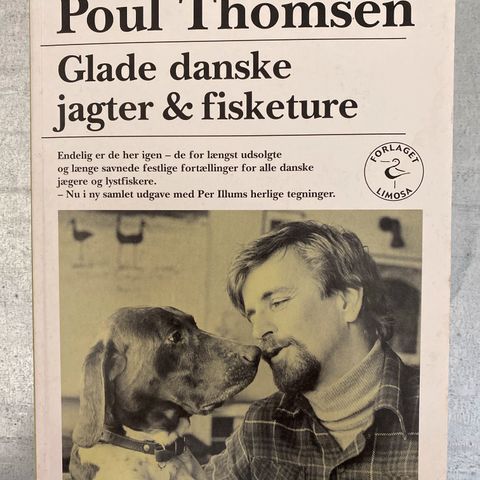 Poul Thomsen
Glade danske
jagter & fisketure
Endelig er de her igen – de for længst udsolgte
og længe savnede festlige fortællinger for alle danske
jægere og lystfiskere.
– Nu i ny samlet udgave med Per Illums herlige tegninger.
FORLAGET
LIMOSA